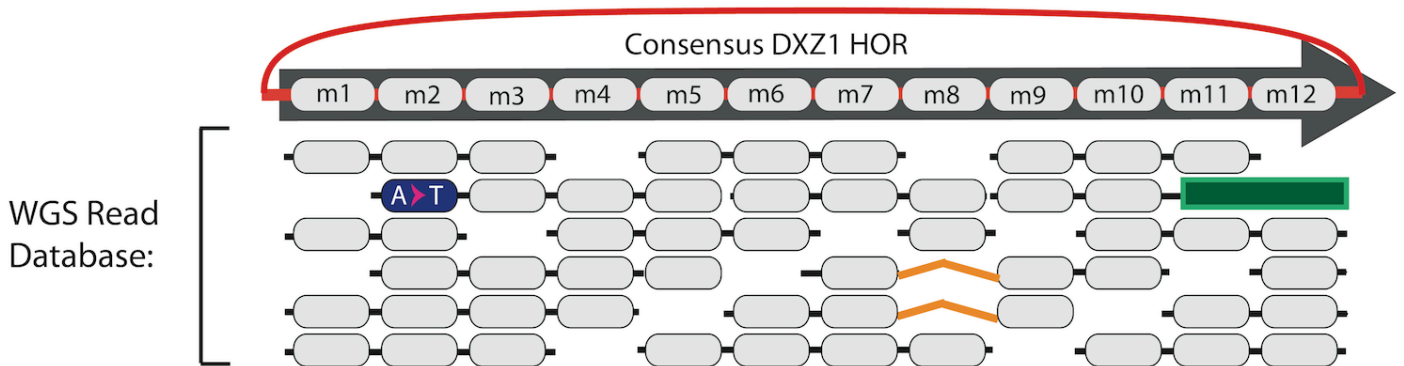 Consensus DXZ1 HOR
m1 m2 m3 m4 m5 m6 m7 m8 m9 m10 m11 m12
A T
WGS Read
Database: